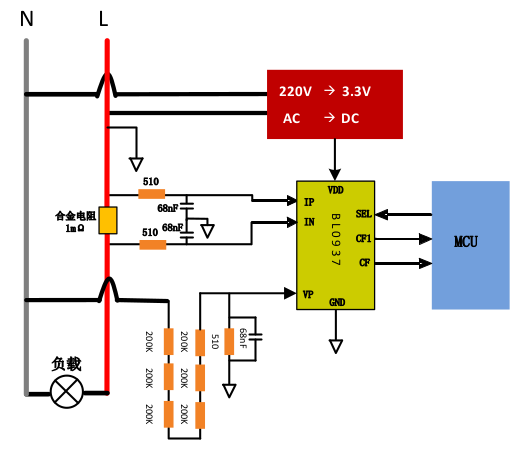 N
L
220V → 3.3V
AC → DC
510
68nF
68nF
510
合金电阻
1mΩ
VDD
IP
IN
BL0937
SEL
CF1
CF
VP
GND
MCU
200K
200K
510
68nF
200K
200K
200K
200K
负载